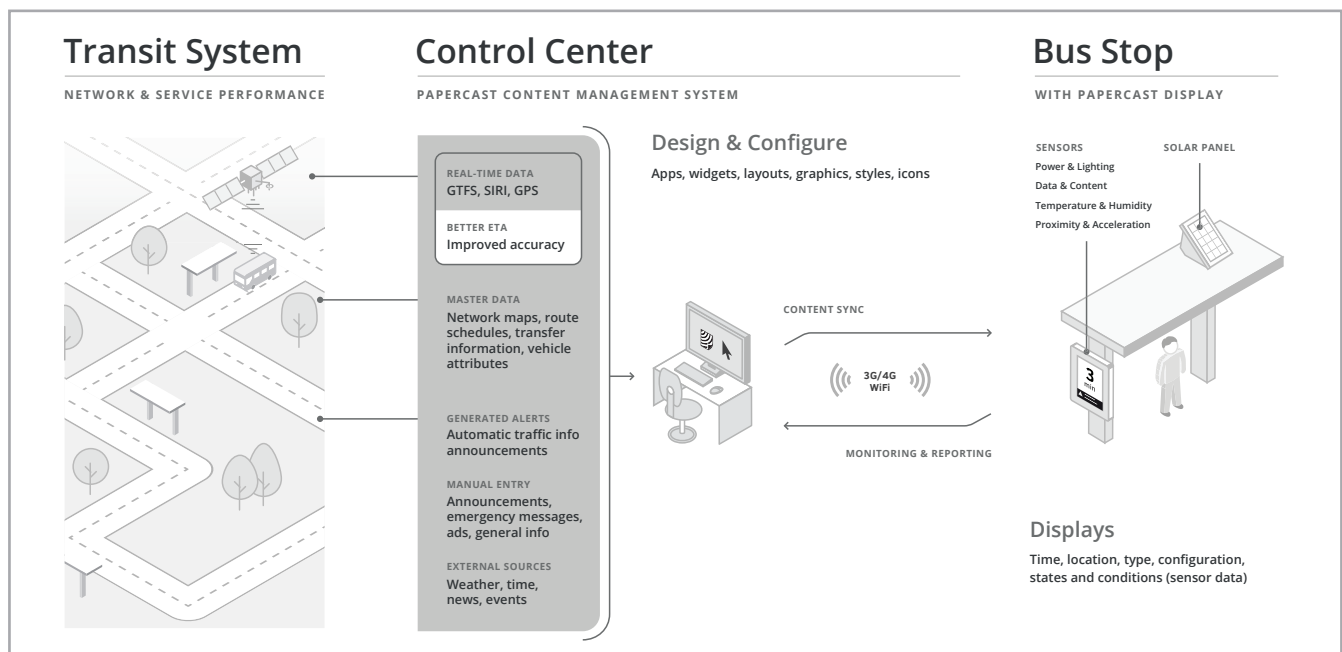 Transit System
NETWORK & SERVICE PERFORMANCE
Control Center
PAPERCAST CONTENT MANAGEMENT SYSTEM
REAL-TIME DATA
GTFS, SIRI, GPS
BETTER ETA
Improved accuracy
MASTER DATA
Network maps, route
schedules, transfer
information, vehicle
attributes
GENERATED ALERTS
Automatic traffic info
announcements
MANUAL ENTRY
Announcements,
emergency messages,
ads, general info
EXTERNAL SOURCES
Weather, time,
news, events
Design & Configure
Apps, widgets, layouts, graphics, styles, icons
CONTENT SYNC
3G/4G
WiFi
MONITORING & REPORTING
Bus Stop
WITH PAPERCAST DISPLAY
SENSORS
Power & Lighting
Data & Content
Temperature & Humidity
Proximity & Acceleration
SOLAR PANEL
3
min
Displays
Time, location, type, configuration,
states and conditions (sensor data)